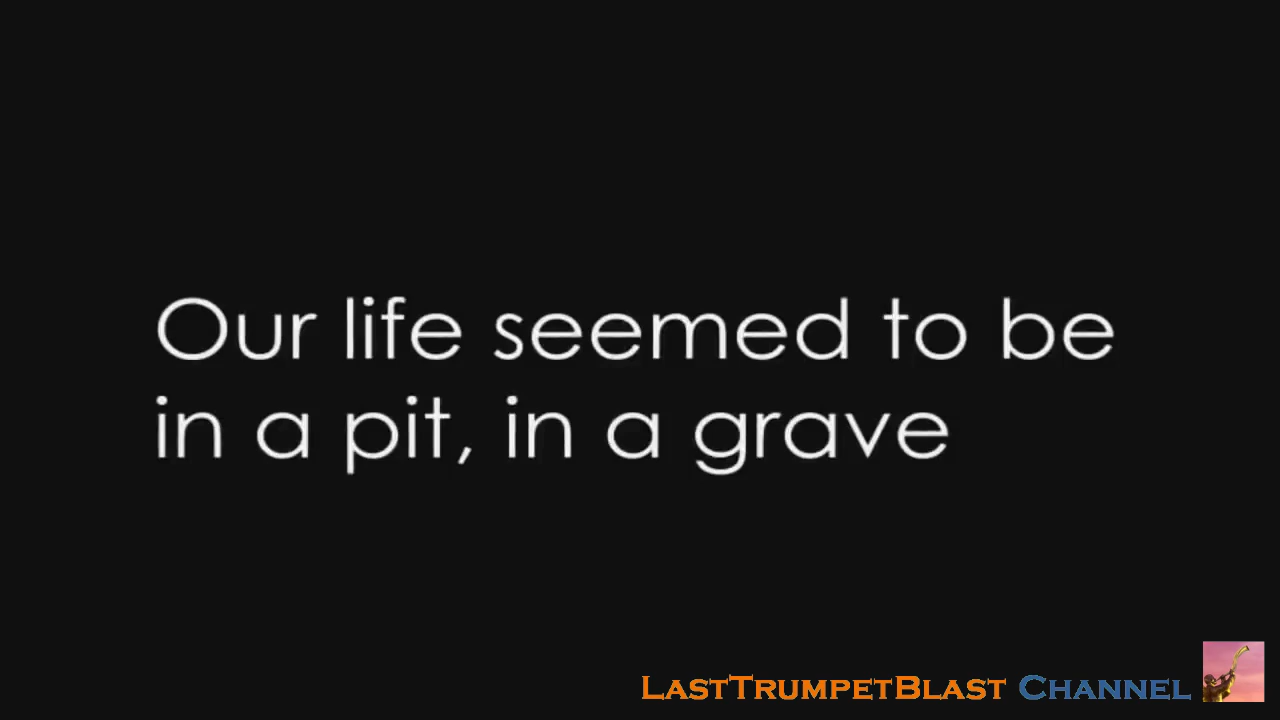 Our life seemed to be
in a pit, in a grave
LastTrumpetBlast Channel